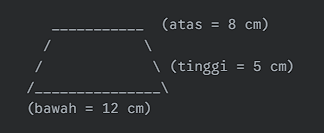 (atas = 8 cm)
(tinggi = 5 cm)
(bawah = 12 cm)